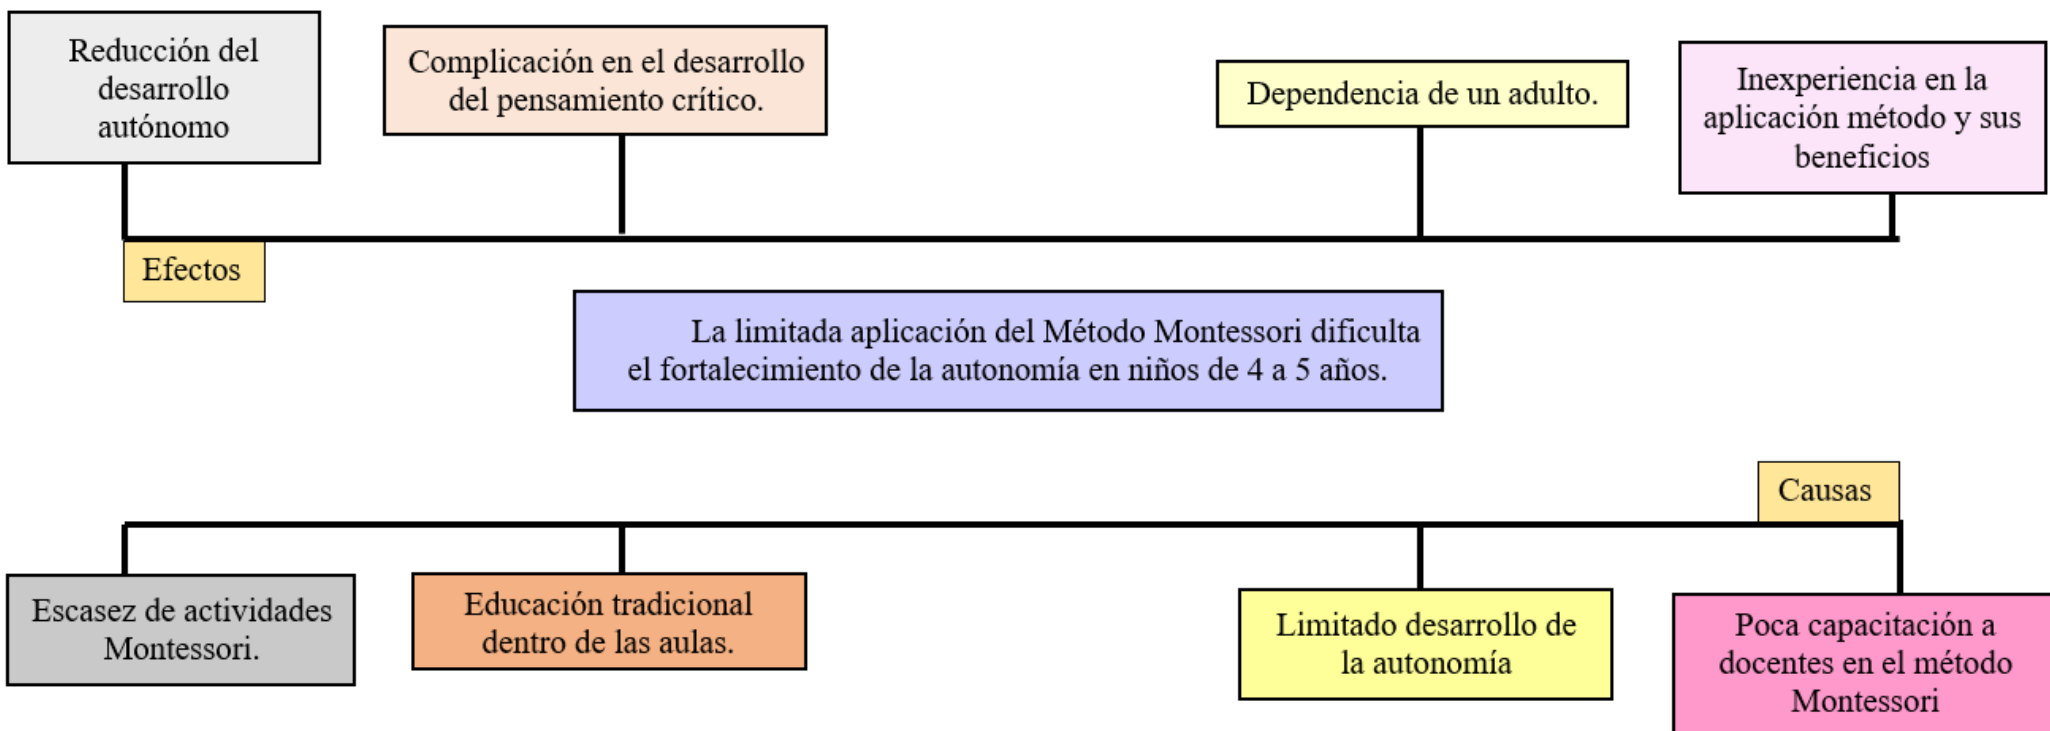 Reducción del
desarrollo
autónomo
Complicación en el desarrollo
del pensamiento crítico.
Dependencia de un adulto.
Inexperiencia en la
aplicación método y sus
beneficios
Efectos
La limitada aplicación del Método Montessori dificulta
el fortalecimiento de la autonomía en niños de 4 a 5 años.
Causas
Escasez de actividades
Montessori.
Educación tradicional
dentro de las aulas.
Limitado desarrollo de
la autonomía
Poca capacitación a
docentes en el método
Montessori